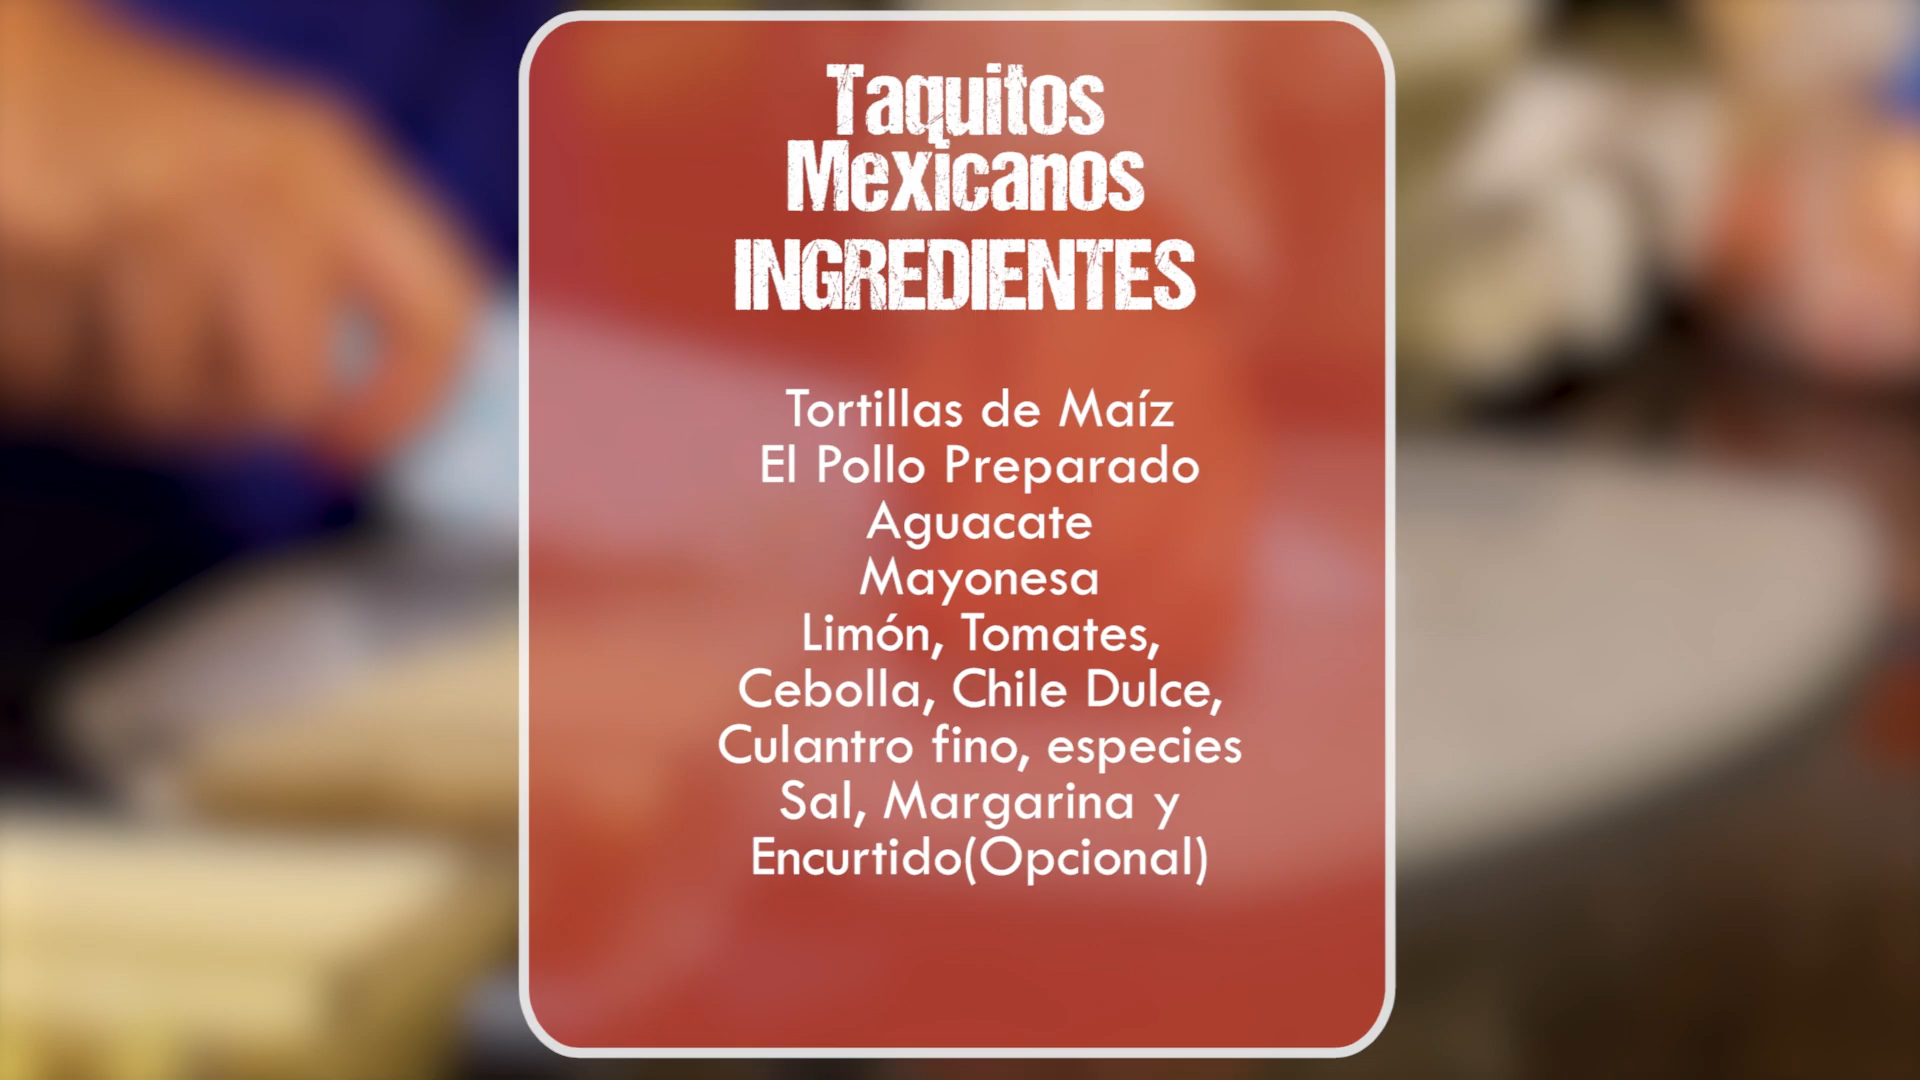 Taquitos
Mexicanos
INGREDIENTES
Tortillas de Maíz
El Pollo Preparado
Aguacate
Mayonesa
Limón, Tomates,
Cebolla, Chile Dulce,
Culantro fino, especies
Sal, Margarina y
Encurtido(Opcional)